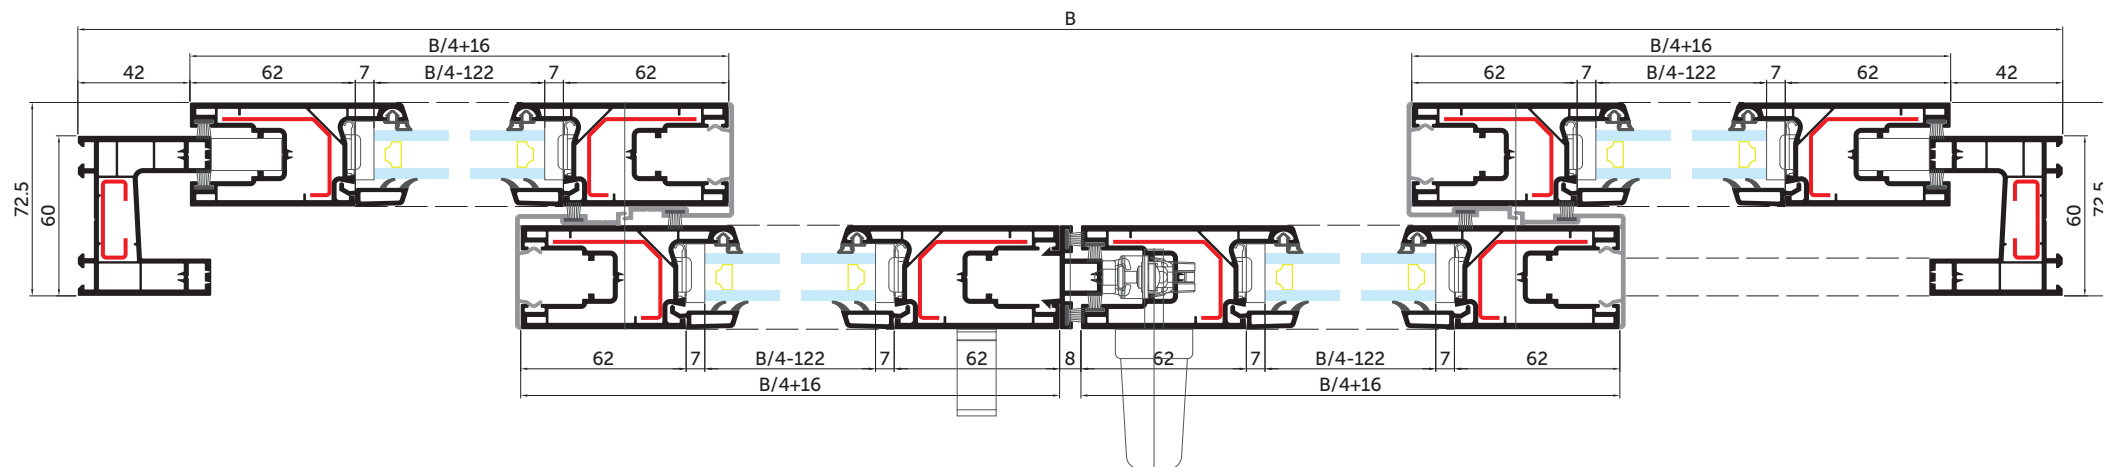 B
B/4+16 B/4+16
42 62 7 B/4-122 7 62 62 7 B/4-122 7 62 42
72.5 60 60 72.5
62 7 B/4-122 7 62 8 62 7 B/4-122 7 62
B/4+16 B/4+16